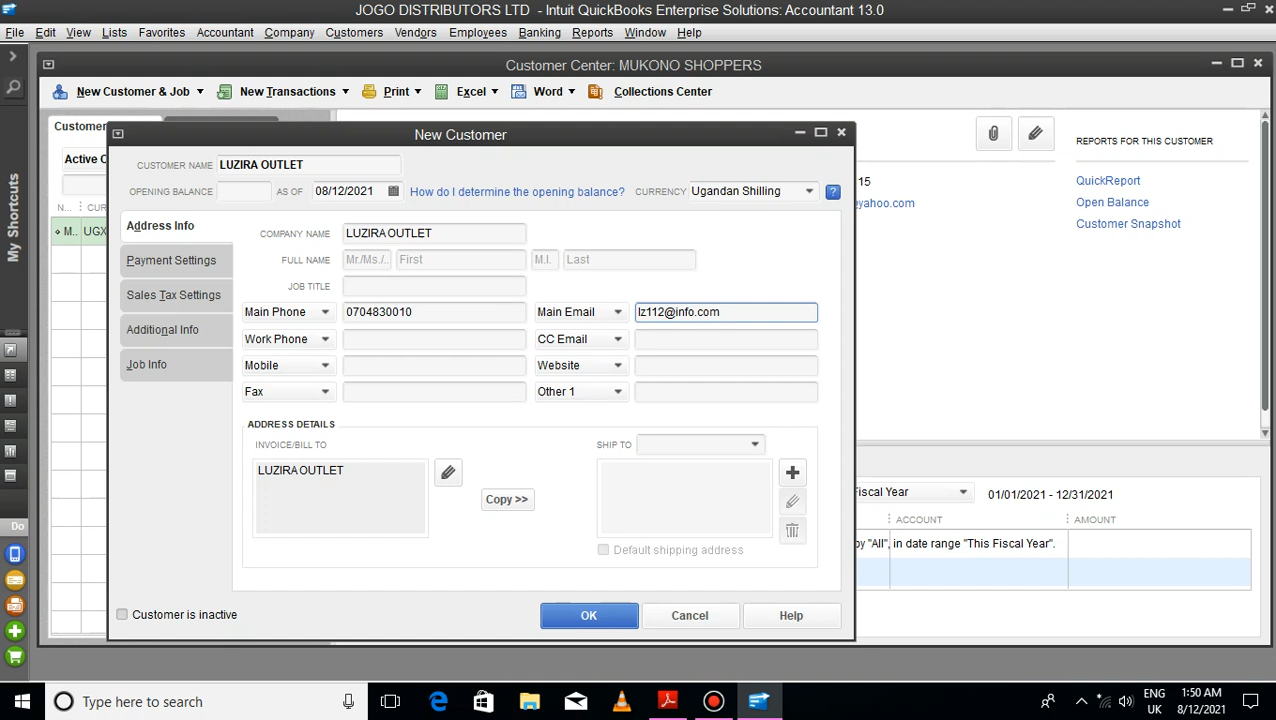 JOGO DISTRIBUTORS LTD - Intuit QuickBooks Enterprise Solutions: Accountant 13.0
File Edit View Lists Favorites Accountant Company Customers Vendors Employees Banking Reports Window Help
Customer Center: MUKONO SHOPPERS
New Customer & Job New Transactions Print Excel Word Collections Center
My Shortcuts
Do
Customer
Active C
N... CUR
M.. UGX
REPORTS FOR THIS CUSTOMER
15
@yahoo.com
QuickReport
Open Balance
Customer Snapshot
New Customer
CUSTOMER NAME LUZIRA OUTLET
OPENING BALANCE AS OF 08/12/2021 How do I determine the opening balance? CURRENCY Ugandan Shilling ?
Address Info
Payment Settings
Sales Tax Settings
Additional Info
Job Info
COMPANY NAME LUZIRA OUTLET
FULL NAME Mr/Ms./.. First M.I. Last
JOB TITLE
Main Phone 0704830010 Main Email lz112@info.com
Work Phone CC Email
Mobile Website
Fax Other 1
ADDRESS DETAILS
INVOICE/BILL TO SHIP TO
LUZIRA OUTLET
Copy >>
Default shipping address
Customer is inactive
OK Cancel Help
Fiscal Year 01/01/2021 - 12/31/2021
ACCOUNT AMOUNT
by "All", in date range "This Fiscal Year".
Type here to search
ENG
UK
1:50 AM
8/12/2021